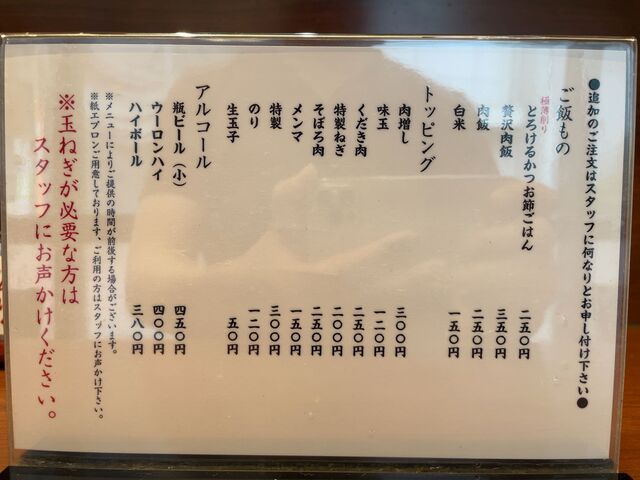 ●追加のご注文はスタッフに何なりとお申し付け下さい●
ご飯もの
極薄削り
とろけるかつお節ごはん 二五〇円
贅沢肉飯 三五〇円
肉飯 二五〇円
白米 一五〇円
トッピング
肉増し 三〇〇円
味玉 一二〇円
くだき肉 二五〇円
特製ねぎ 二〇〇円
そぼろ肉 二五〇円
メンマ 一五〇円
特製 三〇〇円
のり 一二〇円
生玉子 五〇円
アルコール
瓶ビール（小） 四五〇円
ウーロンハイ 四〇〇円
ハイボール 三八〇円
※メニューによりご提供の時間が前後する場合がございます。
※紙エプロンご用意しております、ご利用の方はスタッフにお声かけ下さい。
※玉ねぎが必要な方は
スタッフにお声かけください。